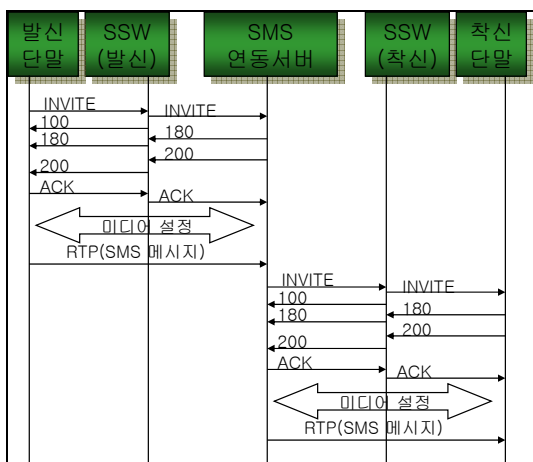 발신
단말
SSW
(발신)
SMS
연동서버
SSW
(착신)
착신
단말
INVITE
INVITE
100
180
180
200
200
ACK
ACK
미디어 설정
RTP(SMS 메시지)
INVITE
INVITE
100
180
180
200
200
ACK
ACK
미디어 설정
RTP(SMS 메시지)